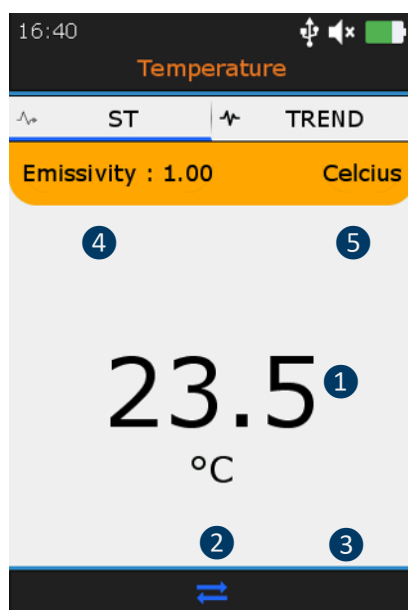 16:40
Temperature
ST TREND
Emissivity : 1.00 Celcius
4 5
23.5 1
°C
2 3